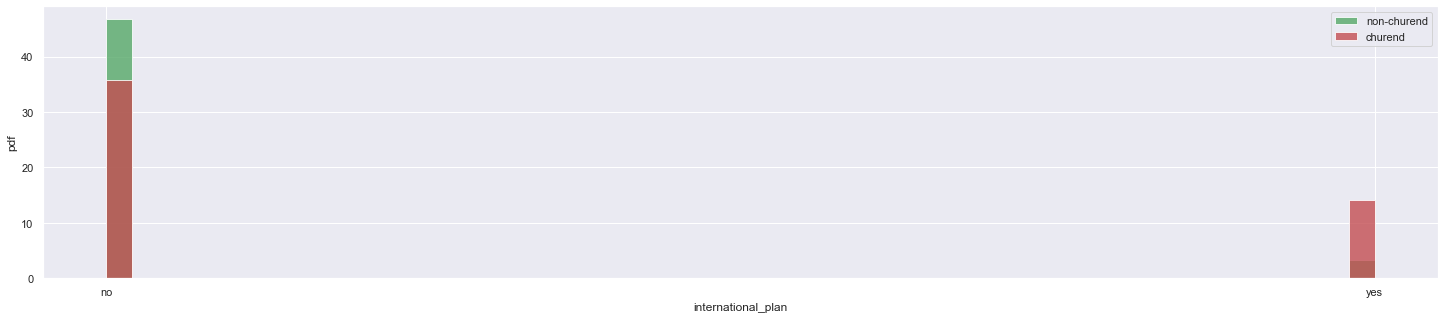 non-churend
churend
40
30
20
10
0
pdf
no
yes
international_plan